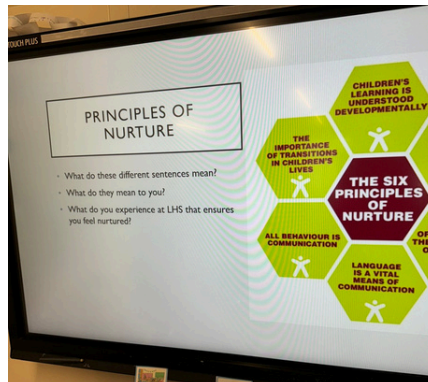 TOUCH PLUS
PRINCIPLES OF
NURTURE
What do these different sentences mean?
What do they mean to you?
What do you experience at LHS that ensures
you feel nurtured?
CHILDREN'S
LEARNING IS
UNDERSTOOD
DEVELOPMENTALLY
THE
IMPORTANCE
OF TRANSITIONS
IN CHILDREN'S
LIVES
THE SIX
PRINCIPLES
OF
NURTURE
ALL BEHAVIOUR IS
COMMUNICATION
LANGUAGE
IS A VITAL
MEANS OF
COMMUNICATION